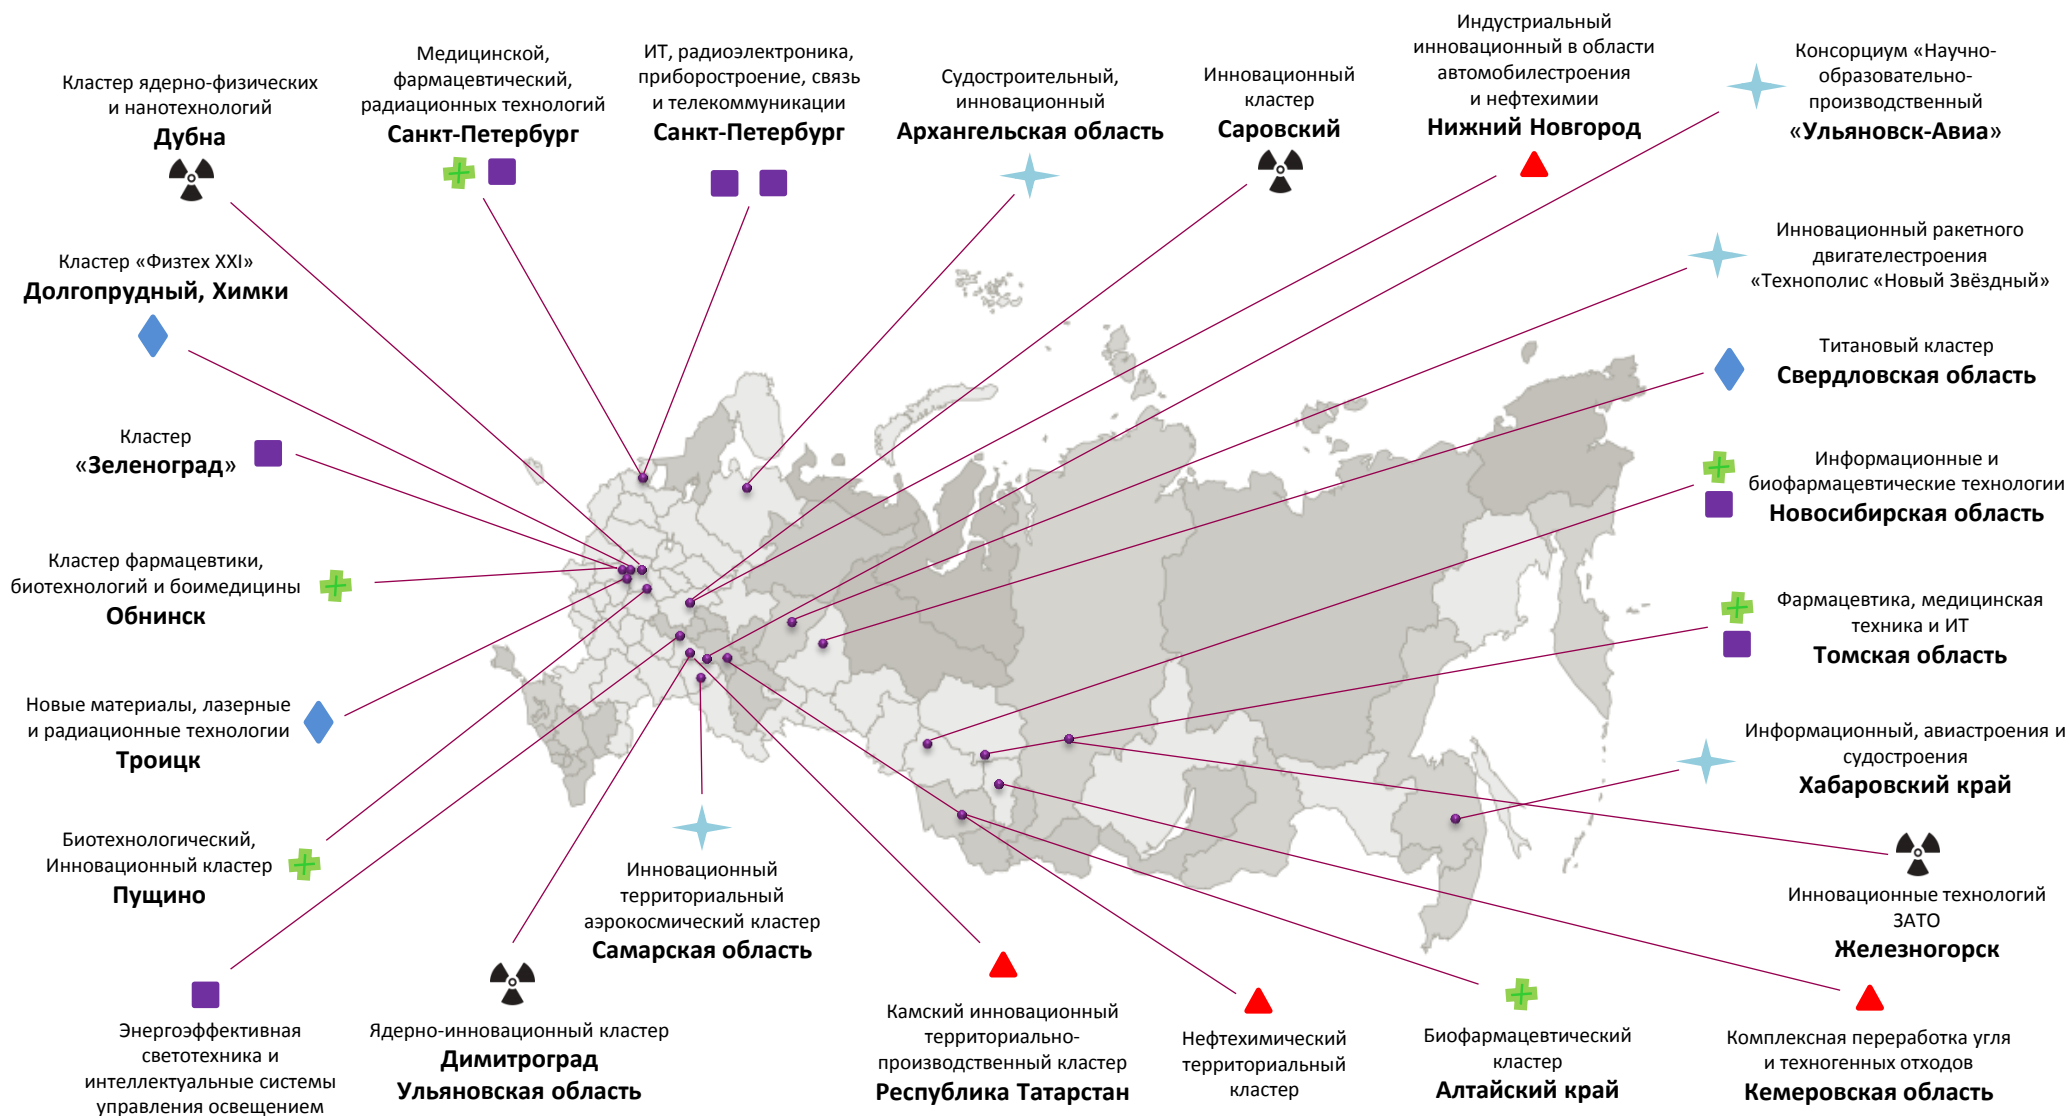 Кластер ядерно-физических
и нанотехнологий
Дубна
Медицинской,
фармацевтический,
радиационных технологий
Санкт-Петербург
ИТ, радиоэлектроника,
приборостроение, связь
и телекоммуникации
Санкт-Петербург
Судостроительный,
инновационный
Архангельская область
Инновационный
кластер
Саровский
Индустриальный
инновационный в области
автомобилестроения
и нефтехимии
Нижний Новгород
Консорциум «Научно-
образовательно-
производственный
«Ульяновск-Авиа»
Инновационный ракетного
двигателестроения
«Технополис «Новый Звёздный»
Титановый кластер
Свердловская область
Информационные и
биофармацевтические технологии
Новосибирская область
Фармацевтика, медицинская
техника и ИТ
Томская область
Информационный, авиастроения и
судостроения
Хабаровский край
Инновационные технологий
ЗАТО
Железногорск
Кластер «Физтех XXI»
Долгопрудный, Химки
Кластер
«Зеленоград»
Кластер фармацевтики,
биотехнологий и боимедицины
Обнинск
Новые материалы, лазерные
и радиационные технологии
Троицк
Биотехнологический,
Инновационный кластер
Пущино
Энергоэффективная
светотехника и
интеллектуальные системы
управления освещением
Ядерно-инновационный кластер
Димитроград
Ульяновская область
Инновационный
территориальный
аэрокосмический кластер
Самарская область
Камский инновационный
территориально-
производственный кластер
Республика Татарстан
Нефтехимический
территориальный
кластер
Биофармацевтический
кластер
Алтайский край
Комплексная переработка угля
и техногенных отходов
Кемеровская область